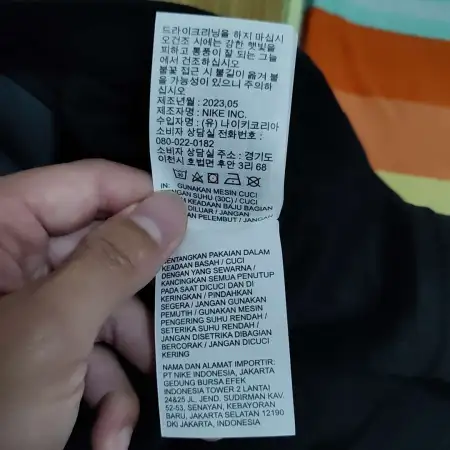 드라이크리닝을 하지 마십시
오건조 시에는 강한 햇빛을
피하고 통풍이 잘 되는 그늘
에서 건조하십시오
불꽃 접근 시 불길이 옮겨 붙
을 가능성이 있으니 주의하
십시오
제조년월 : 2023,05
제조자명 : NIKE INC.
수입자명 : (유) 나이키코리아
소비자 상담실 전화번호 :
080-022-0182
소비자 상담실 주소 : 경기도
이천시 호법면 후안 3리 68
IN: GUNAKAN MESIN CUCI
DENGAN SUHU (30C) / CUCI
KEADAAN BAJU BAGIAN
DILUAR / JANGAN
PELEMBUT / JANGAN
BENTANGKAN PAKAIAN DALAM
KEADAAN BASAH / CUCI
DENGAN YANG SEWARNA /
KANCINGKAN SEMUA PENUTUP
PADA SAAT DICUCI DAN DI
KERINGKAN / PINDAHKAN
SEGERA / JANGAN GUNAKAN
PEMUTIH / GUNAKAN MESIN
PENGERING SUHU RENDAH /
SETERIKA SUHU RENDAH /
JANGAN DISETRIKA DIBAGIAN
BERCORAK / JANGAN DICUCI
KERING
NAMA DAN ALAMAT IMPORTIR:
PT NIKE INDONESIA, JAKARTA
GEDUNG BURSA EFEK
INDONESIA TOWER 2 LANTAI
24&25 JL. JEND. SUDIRMAN KAV.
52-53, SENAYAN, KEBAYORAN
BARU, JAKARTA SELATAN 12190
DKI JAKARTA, INDONESIA